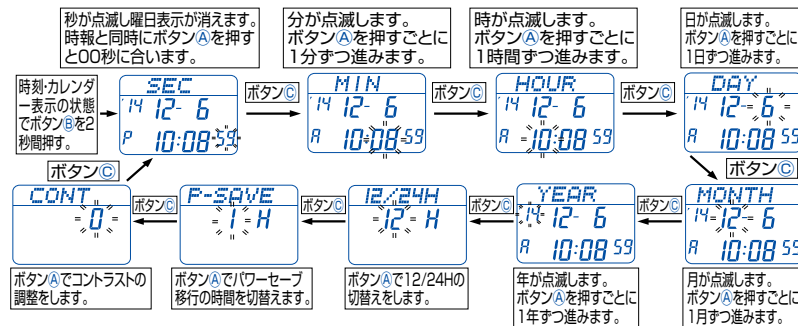 秒が点滅し曜日表示が消えます。
時報と同時にボタンⒶを押す
と00秒に合います。
分が点滅します。
ボタンⒶを押すごとに
1分ずつ進みます。
時が点滅します。
ボタンⒶを押すごとに
1時間ずつ進みます。
日が点滅します。
ボタンⒶを押すごとに
1日ずつ進みます。
時刻・カレンダ
ー表示の状態
でボタンⒷを2
秒間押す。
SEC
'14 12- 6
P 10:08 59
ボタンⒸ
MIN
'14 12- 6
A 10:08 59
ボタンⒸ
HOUR
'14 12- 6
A 10:08 59
ボタンⒸ
DAY
'14 12- 6
A 10:08 59
ボタンⒸ
ボタンⒸ
CONT
0
ボタンⒸ
P-SAVE
1 H
ボタンⒸ
12/24H
12 H
ボタンⒸ
YEAR
'14 12- 6
A 10:08 59
ボタンⒸ
MONTH
'14 12- 6
A 10:08 59
ボタンⒶでコントラストの
調整をします。
ボタンⒶでパワーセーブ
移行の時間を切替えます。
ボタンⒶで12/24Hの
切替えをします。
年が点滅します。
ボタンⒶを押すごとに
1年ずつ進みます。
月が点滅します。
ボタンⒶを押すごとに
1月ずつ進みます。